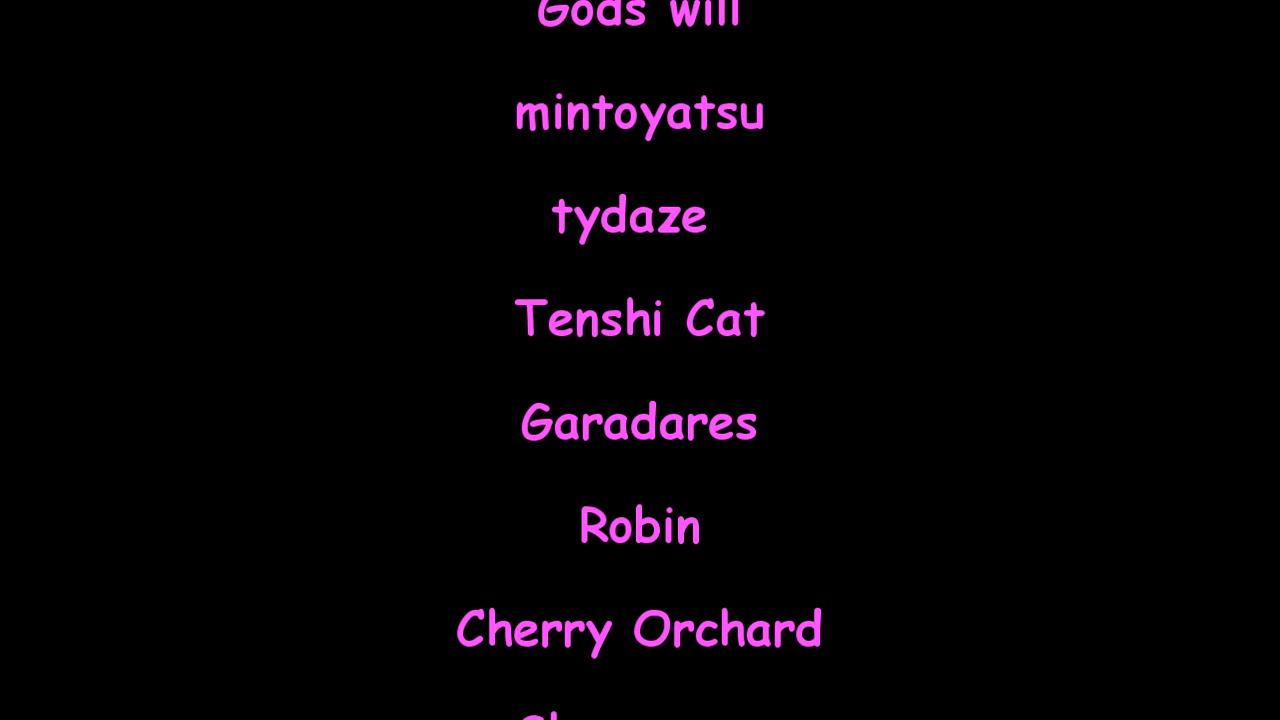 Gods will
mintoyatsu
tydaze
Tenshi Cat
Garadares
Robin
Cherry Orchard